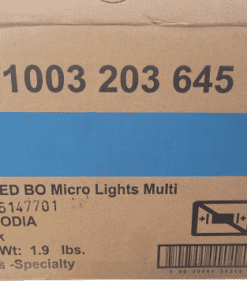 1003 203 645
ED BO Micro Lights Multi
5147701
ODIA
k
Wt: 1.9 lbs.
s -Specialty